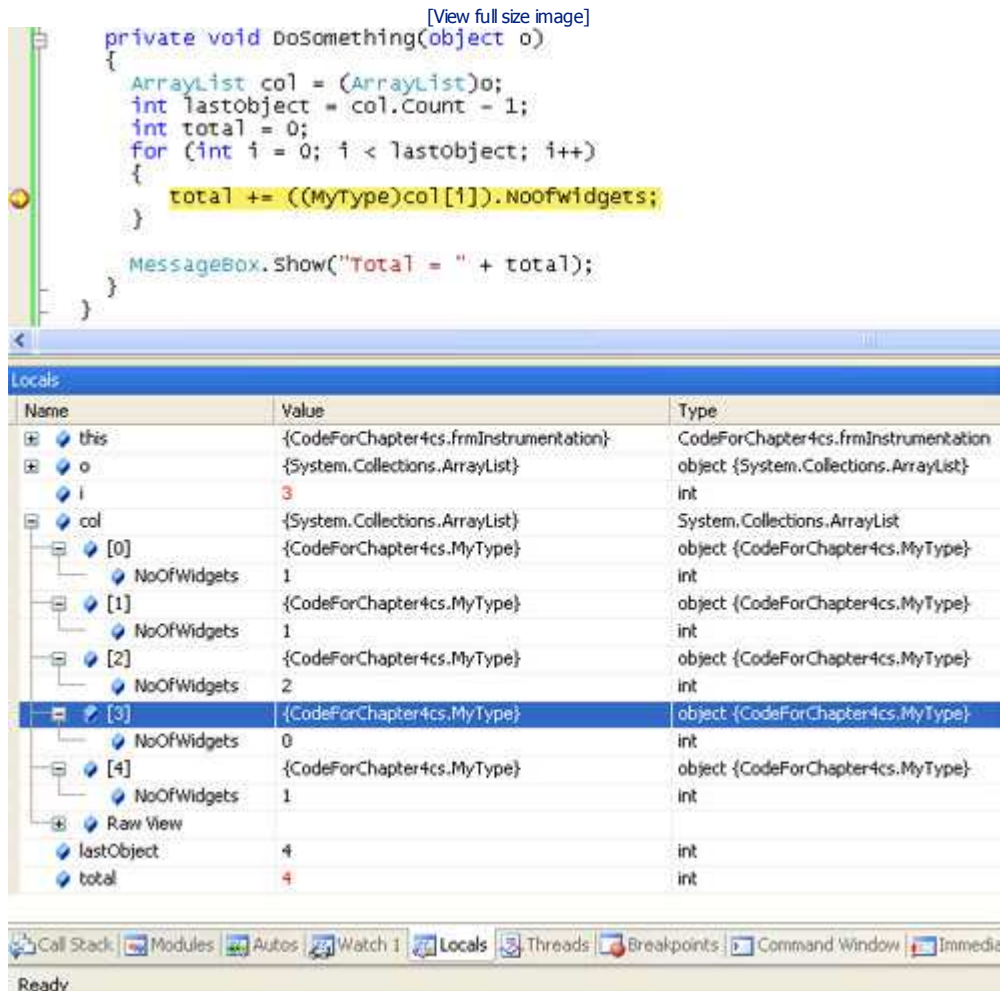 [View full size image]
private void DoSomething(object o)
{
ArrayList col = (ArrayList)o;
int lastObject = col.Count - 1;
int total = 0;
for (int i = 0; i < lastObject; i++)
{
total += ((MyType)col[i]).NoOfWidgets;
}
MessageBox.Show("Total = " + total);
}
}
Locals
Name Value Type
this {CodeForChapter4cs.frmInstrumentation} CodeForChapter4cs.frmInstrumentation
o {System.Collections.ArrayList} object {System.Collections.ArrayList}
i 3 int
col {System.Collections.ArrayList} System.Collections.ArrayList
[0] {CodeForChapter4cs.MyType} object {CodeForChapter4cs.MyType}
NoOfWidgets 1 int
[1] {CodeForChapter4cs.MyType} object {CodeForChapter4cs.MyType}
NoOfWidgets 1 int
[2] {CodeForChapter4cs.MyType} object {CodeForChapter4cs.MyType}
NoOfWidgets 2 int
[3] {CodeForChapter4cs.MyType} object {CodeForChapter4cs.MyType}
NoOfWidgets 0 int
[4] {CodeForChapter4cs.MyType} object {CodeForChapter4cs.MyType}
NoOfWidgets 1 int
Raw View
lastObject 4 int
total 4 int
Call Stack Modules Autos Watch 1 Locals Threads Breakpoints Command Window Immedia
Ready